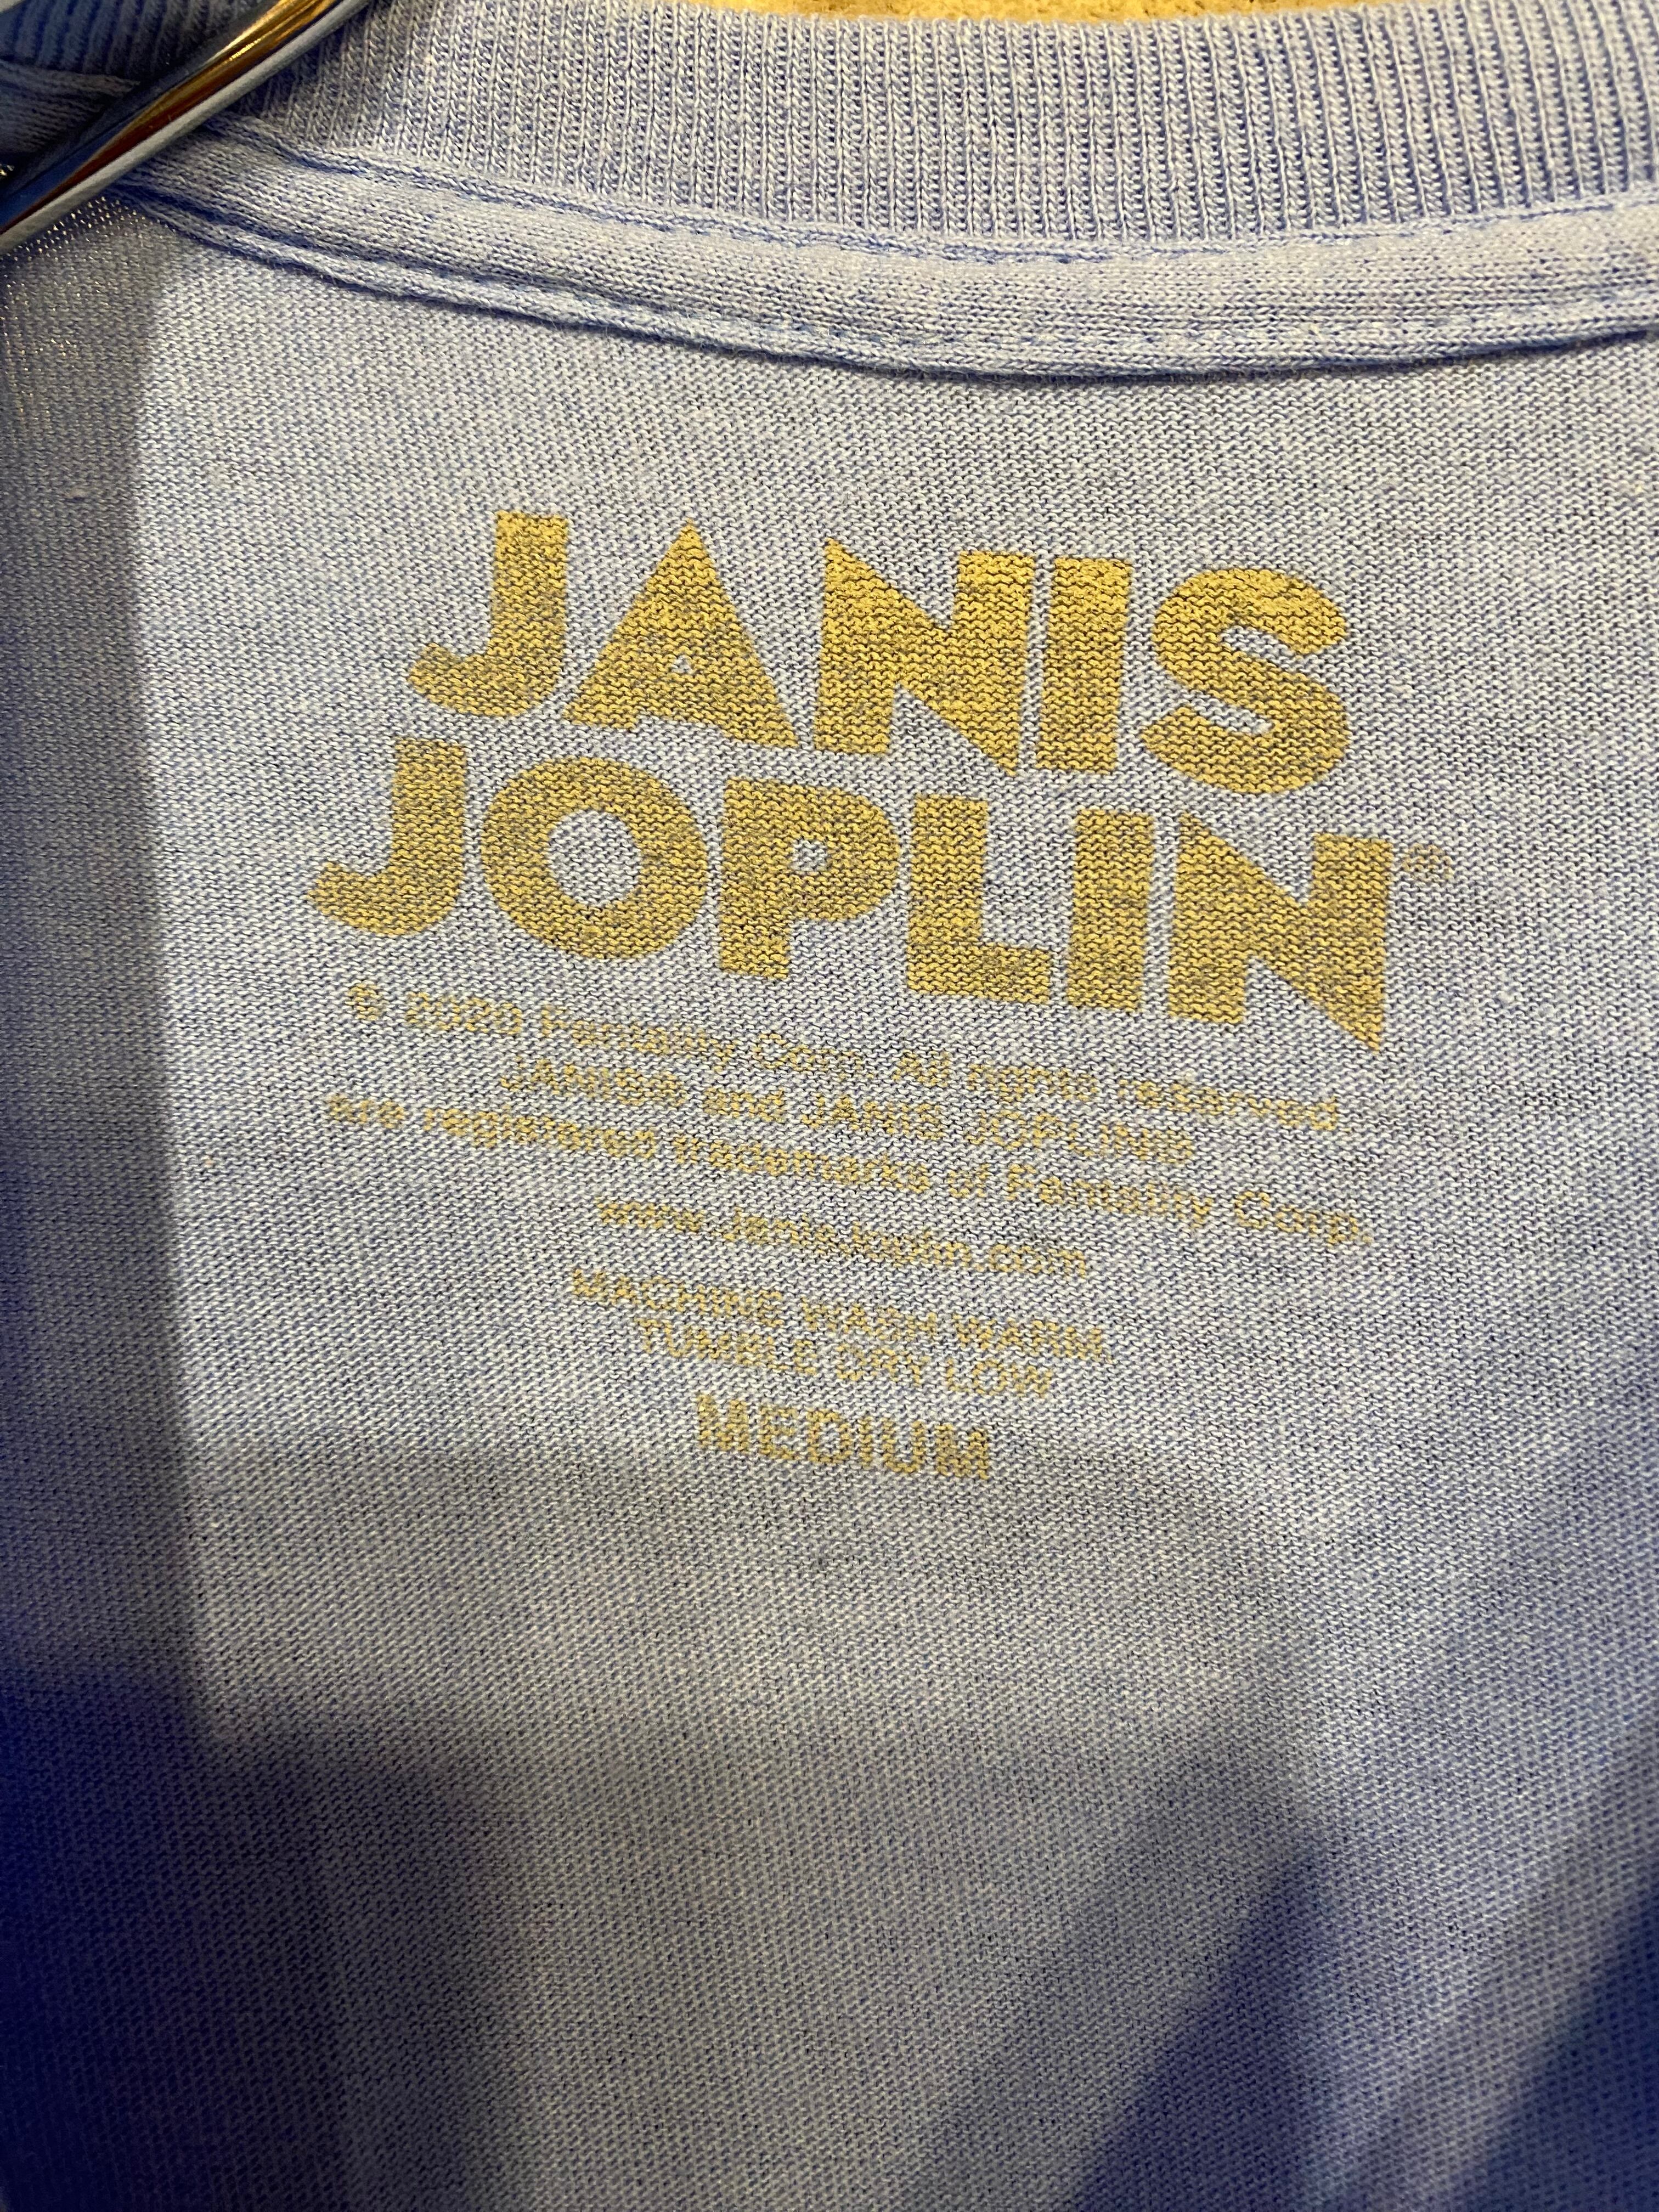 JANIS
JOPLIN®
© 2020 Fantality Corp. All rights reserved
JANIS® and JANIS JOPLIN®
are registered trademarks of Fantality Corp.
www.JanisJoplin.com
MACHINE WASH WARM,
TUMBLE DRY LOW
MEDIUM